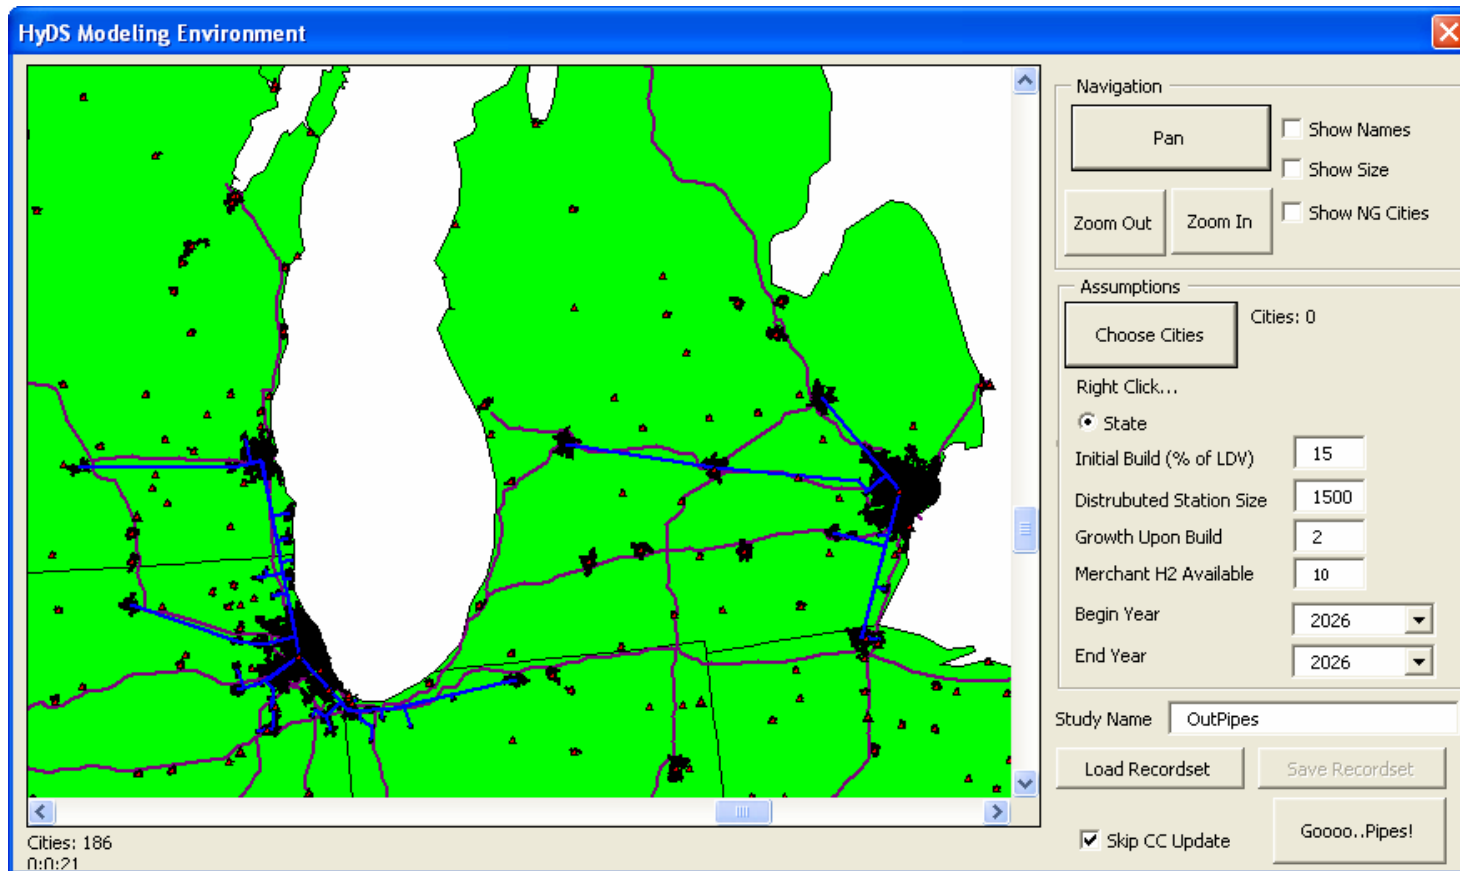 HyDS Modeling Environment
Navigation
Pan
Show Names
Show Size
Show NG Cities
Zoom Out
Zoom In
Assumptions
Choose Cities
Cities: 0
Right Click...
State
Initial Build (% of LDV)
15
Distrubuted Station Size
1500
Growth Upon Build
2
Merchant H2 Available
10
Begin Year
2026
End Year
2026
Study Name
OutPipes
Load Recordset
Save Recordset
Skip CC Update
Goooo..Pipes!
Cities: 186
0:0:21